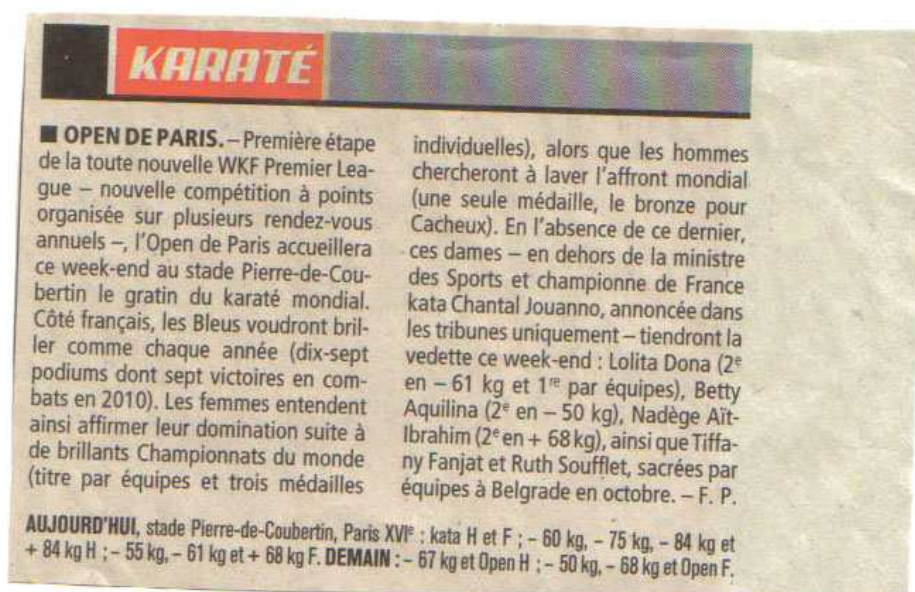 KARATÉ
■ OPEN DE PARIS. – Première étape
de la toute nouvelle WKF Premier Lea-
gue – nouvelle compétition à points
organisée sur plusieurs rendez-vous
annuels –, l'Open de Paris accueillera
ce week-end au stade Pierre-de-Cou-
bertin le gratin du karaté mondial.
Côté français, les Bleus voudront bril-
ler comme chaque année (dix-sept
podiums dont sept victoires en com-
bats en 2010). Les femmes entendent
ainsi affirmer leur domination suite à
de brillants Championnats du monde
(titre par équipes et trois médailles
individuelles), alors que les hommes
chercheront à laver l'affront mondial
(une seule médaille, le bronze pour
Cacheux). En l'absence de ce dernier,
ces dames – en dehors de la ministre
des Sports et championne de France
kata Chantal Jouanno, annoncée dans
les tribunes uniquement – tiendront la
vedette ce week-end : Lolita Dona (2e
en – 61 kg et 1re par équipes), Betty
Aquilina (2e en – 50 kg), Nadège Aït-
Ibrahim (2e en + 68 kg), ainsi que Tiffa-
ny Fanjat et Ruth Soufflet, sacrées par
équipes à Belgrade en octobre. – F. P.
AUJOURD'HUI, stade Pierre-de-Coubertin, Paris XVIe : kata H et F ; – 60 kg, – 75 kg, – 84 kg et
+ 84 kg H ; – 55 kg, – 61 kg et + 68 kg F. DEMAIN : – 67 kg et Open H ; – 50 kg, – 68 kg et Open F.